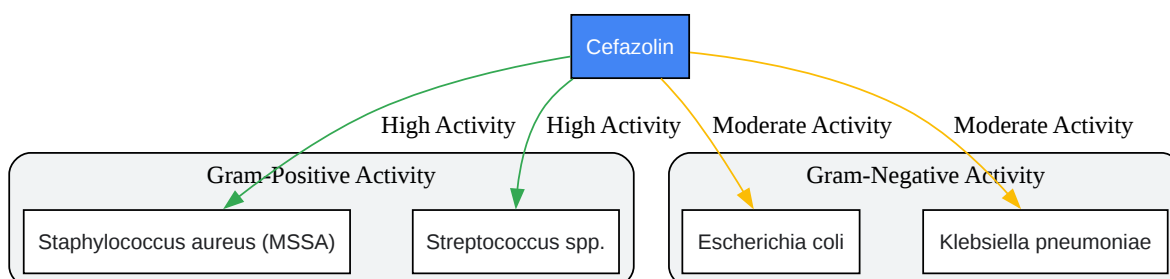 Cefazolin
High Activity
High Activity
Moderate Activity
Moderate Activity
Gram-Positive Activity
Gram-Negative Activity
Staphylococcus aureus (MSSA)
Streptococcus spp.
Escherichia coli
Klebsiella pneumoniae